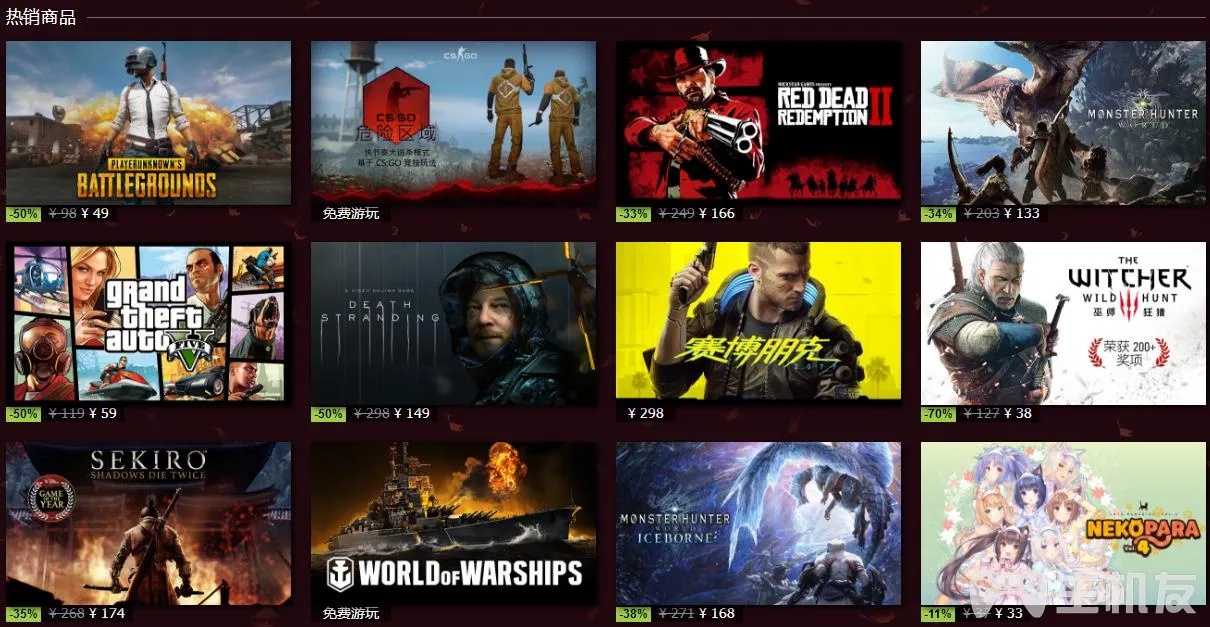 热销商品
PLAYERUNKNOWN'S
BATTLEGROUNDS
-50% ¥ 98 ¥ 49
CS GO
CS:GO
危险区域
快节奏大逃杀模式
基于 CS:GO 竞技玩法
免费游玩
ROCKSTAR GAMES PRESENTS
RED DEAD
REDEMPTION II
-33% ¥ 249 ¥ 166
MONSTER HUNTER
WORLD
-34% ¥ 203 ¥ 133
grand
theft
auto
V
FIVE
-50% ¥ 119 ¥ 59
A HIDEO KOJIMA GAME
DEATH
STRANDING
-50% ¥ 298 ¥ 149
赛博朋克
2077
¥ 298
THE
WITCHER
WILD HUNT
巫师 狂猎
荣获 200+
奖项
-70% ¥ 127 ¥ 38
SEKIRO
SHADOWS DIE TWICE
GAME
OF THE
YEAR
-35% ¥ 268 ¥ 174
WORLD OF WARSHIPS
免费游玩
MONSTER HUNTER
WORLD
ICEBORNE
-38% ¥ 271 ¥ 168
NEKOPARA
Vol.4
-11% ¥ 37 ¥ 33